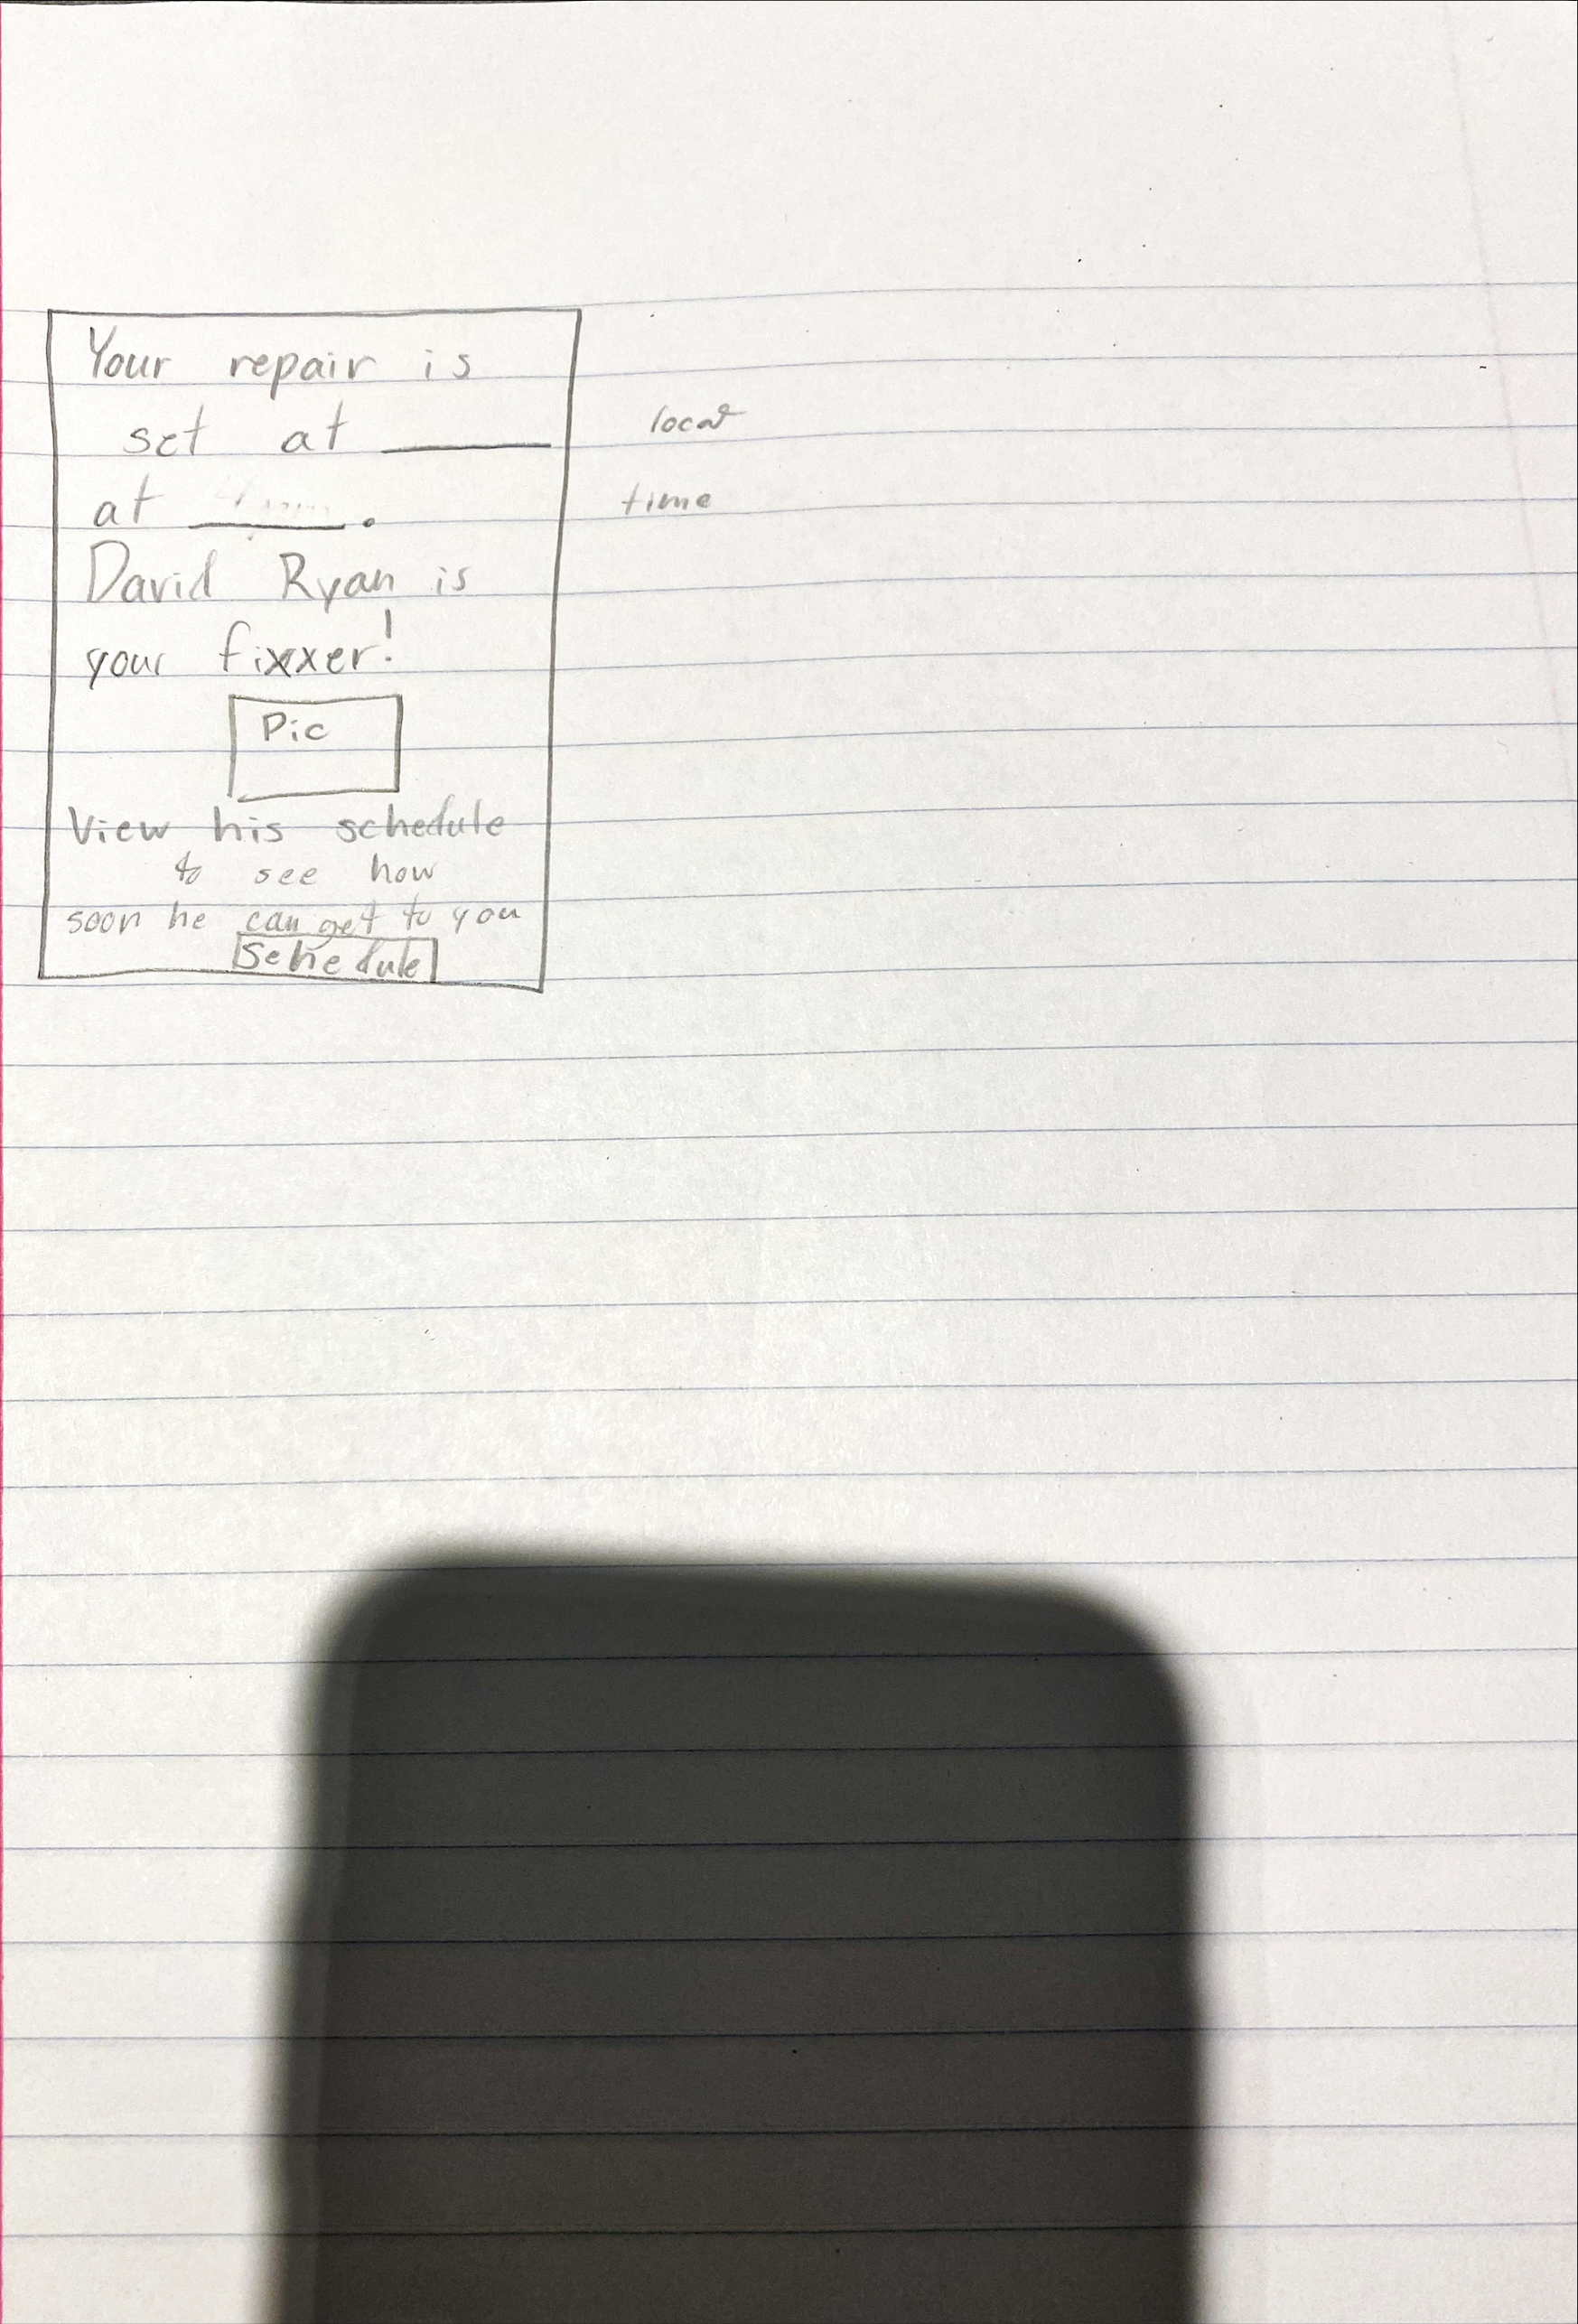 Your repair is
set at ______ locat
at ______. time
David Ryan is
your fixxer!
Pic
View his schedule
to see how
soon he can get to you
Schedule